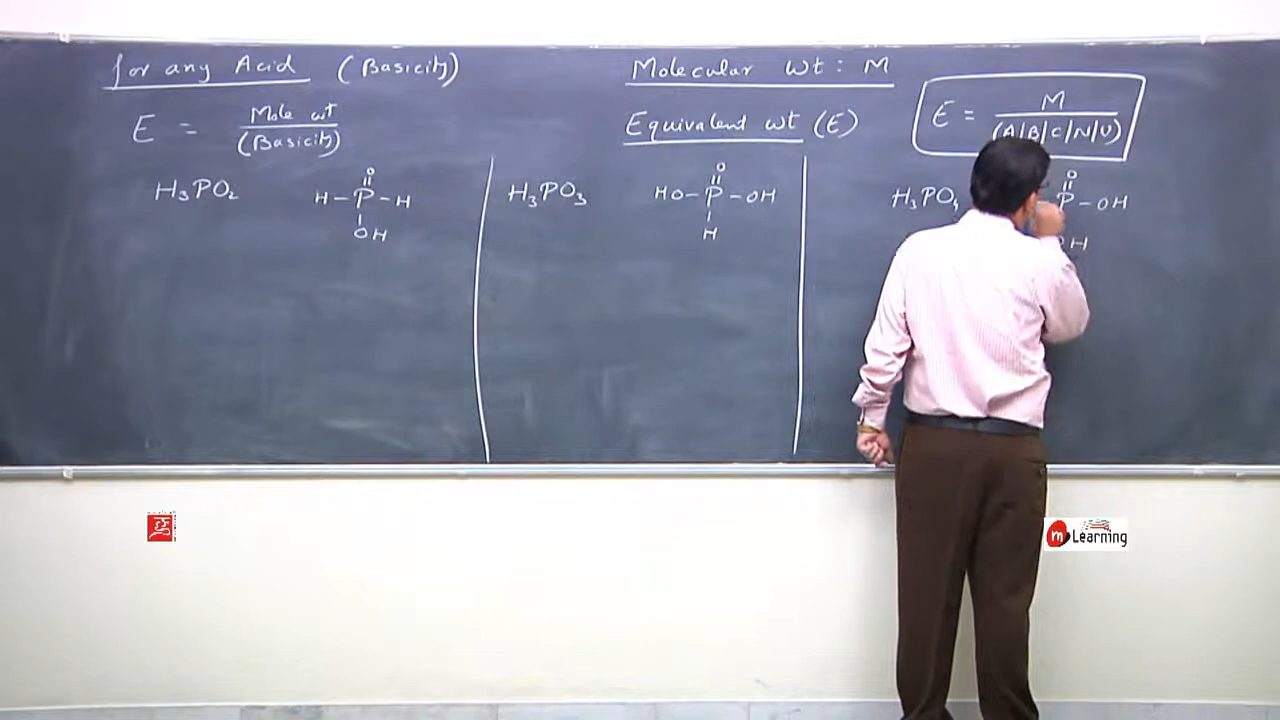 for any Acid (Basicity)
E = Mole wt / (Basicity)
Molecular wt : M
Equivalent wt (E)
E = M / (A|B|C|N|U)
H₃PO₂
O
H–P–H
OH
H₃PO₃
O
HO–P–OH
H
H₃PO₄
O
P–OH
OH
m Learning